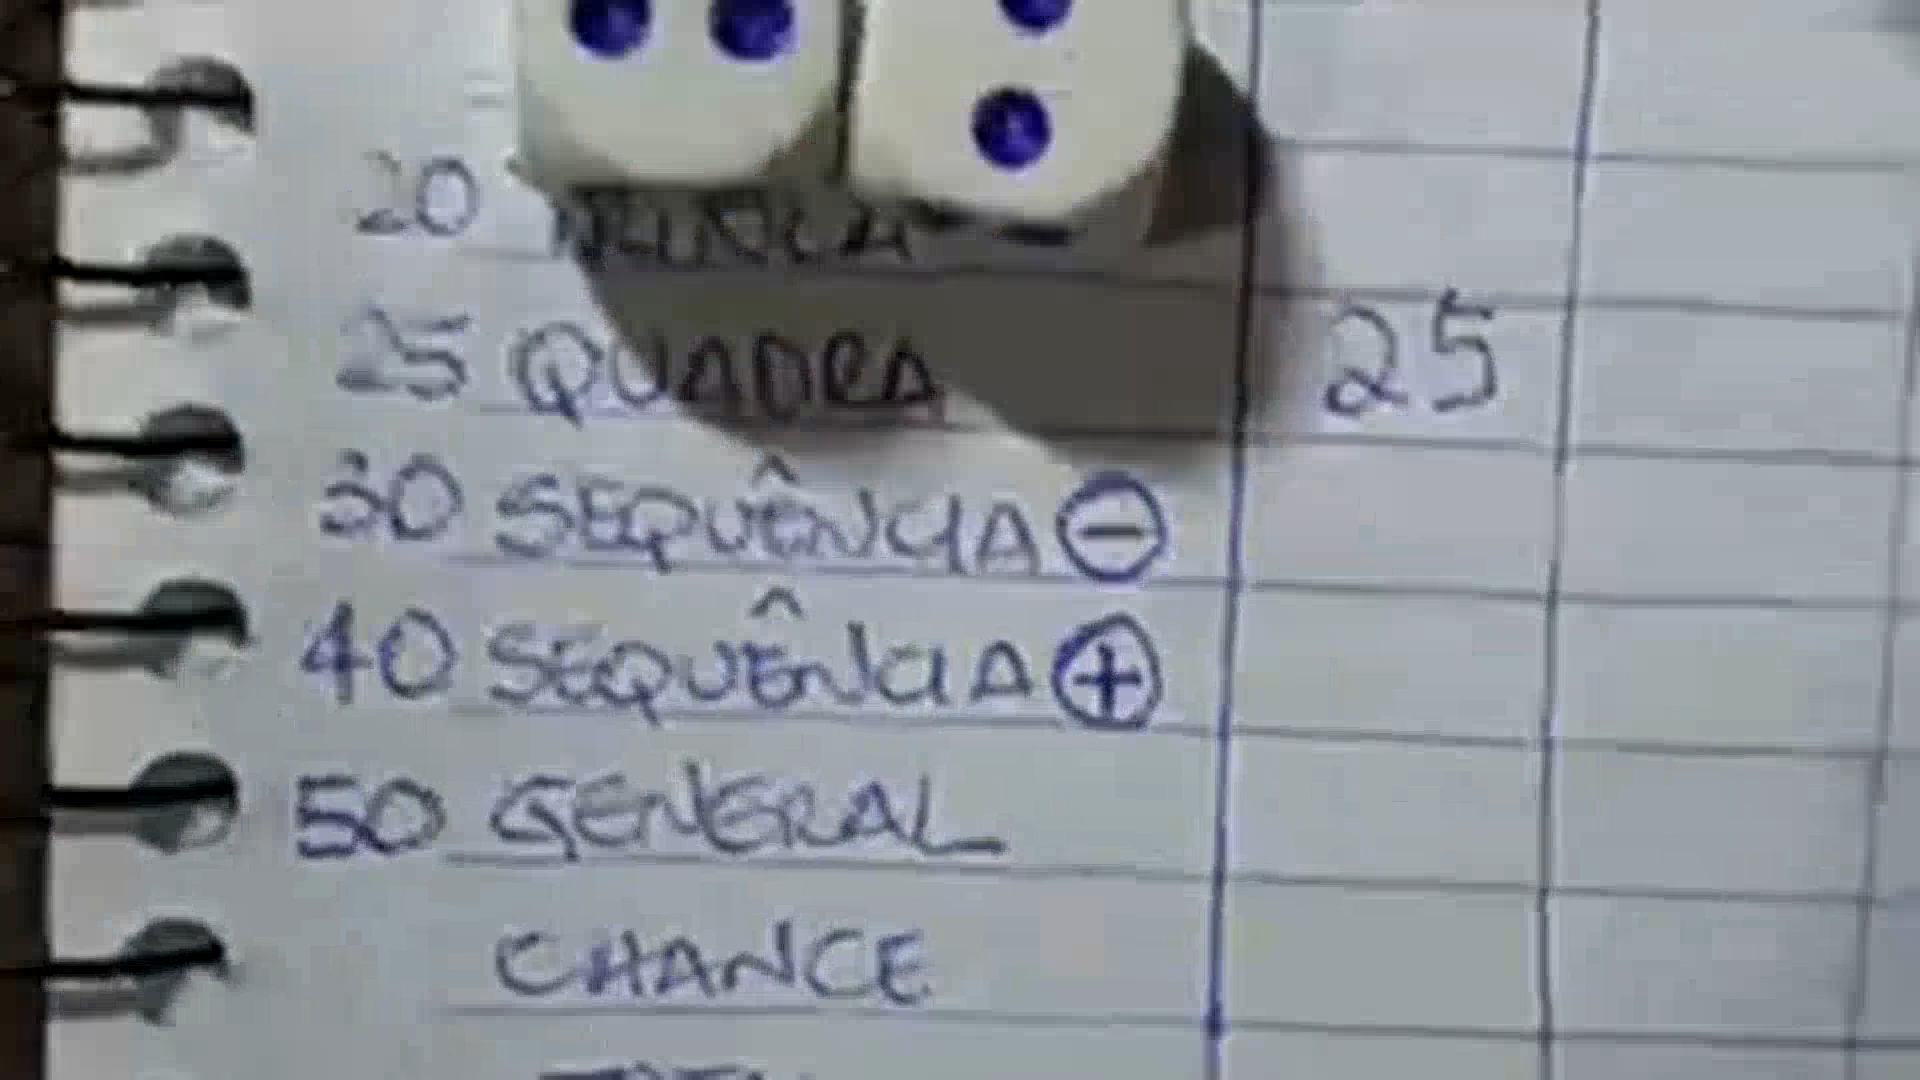 20
25 QUADRA 25
30 SEQUÊNCIA ⊖
40 SEQUÊNCIA ⊕
50 GENERAL
CHANCE